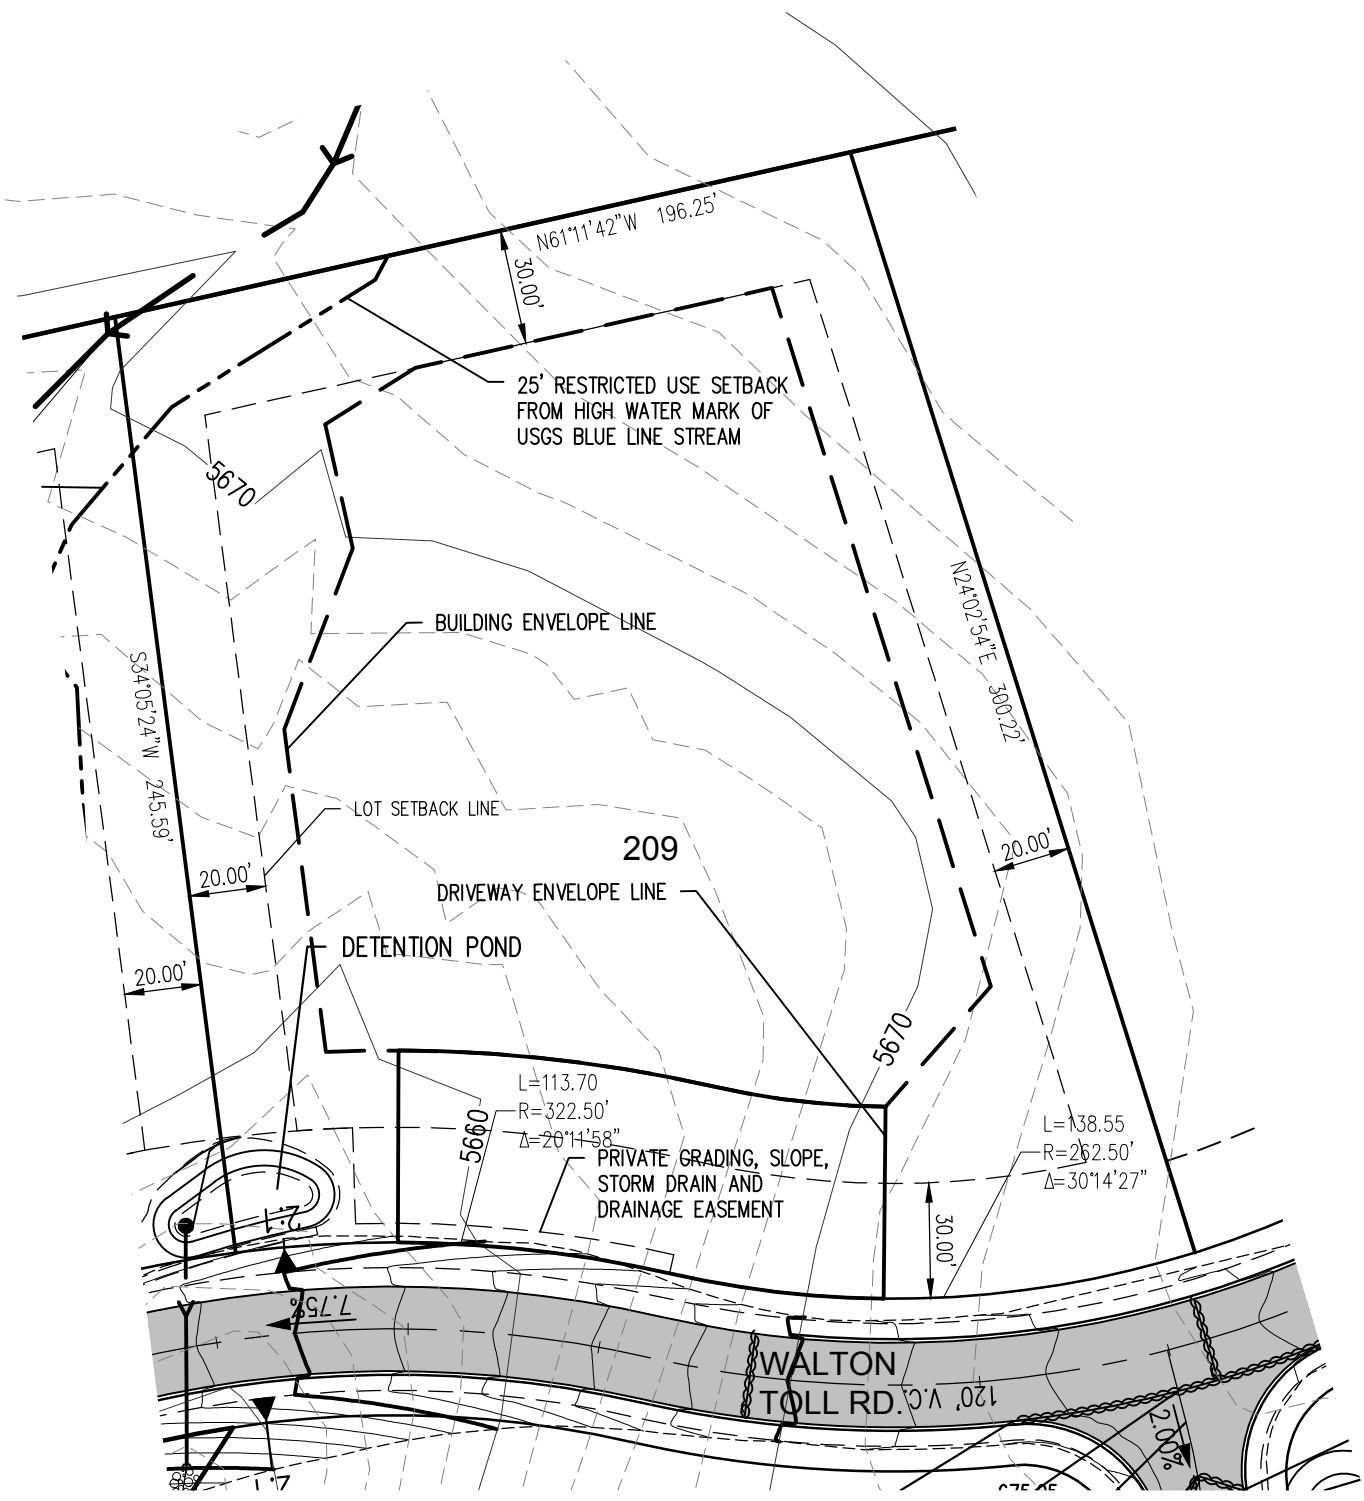 N61°11'42"W 196.25'
30.00'
25' RESTRICTED USE SETBACK
FROM HIGH WATER MARK OF
USGS BLUE LINE STREAM
5670
BUILDING ENVELOPE LINE
N24°02'54"E 300.22'
S34°05'24"W 245.59'
LOT SETBACK LINE
209
20.00'
20.00'
DRIVEWAY ENVELOPE LINE
DETENTION POND
20.00'
5670
L=113.70
R=322.50'
Δ=20°11'58"
5660
L=138.55
R=262.50'
Δ=30°14'27"
PRIVATE GRADING, SLOPE,
STORM DRAIN AND
DRAINAGE EASEMENT
30.00'
2:1
7.75%
WALTON
TOLL RD.
120' V.C.
2.00%